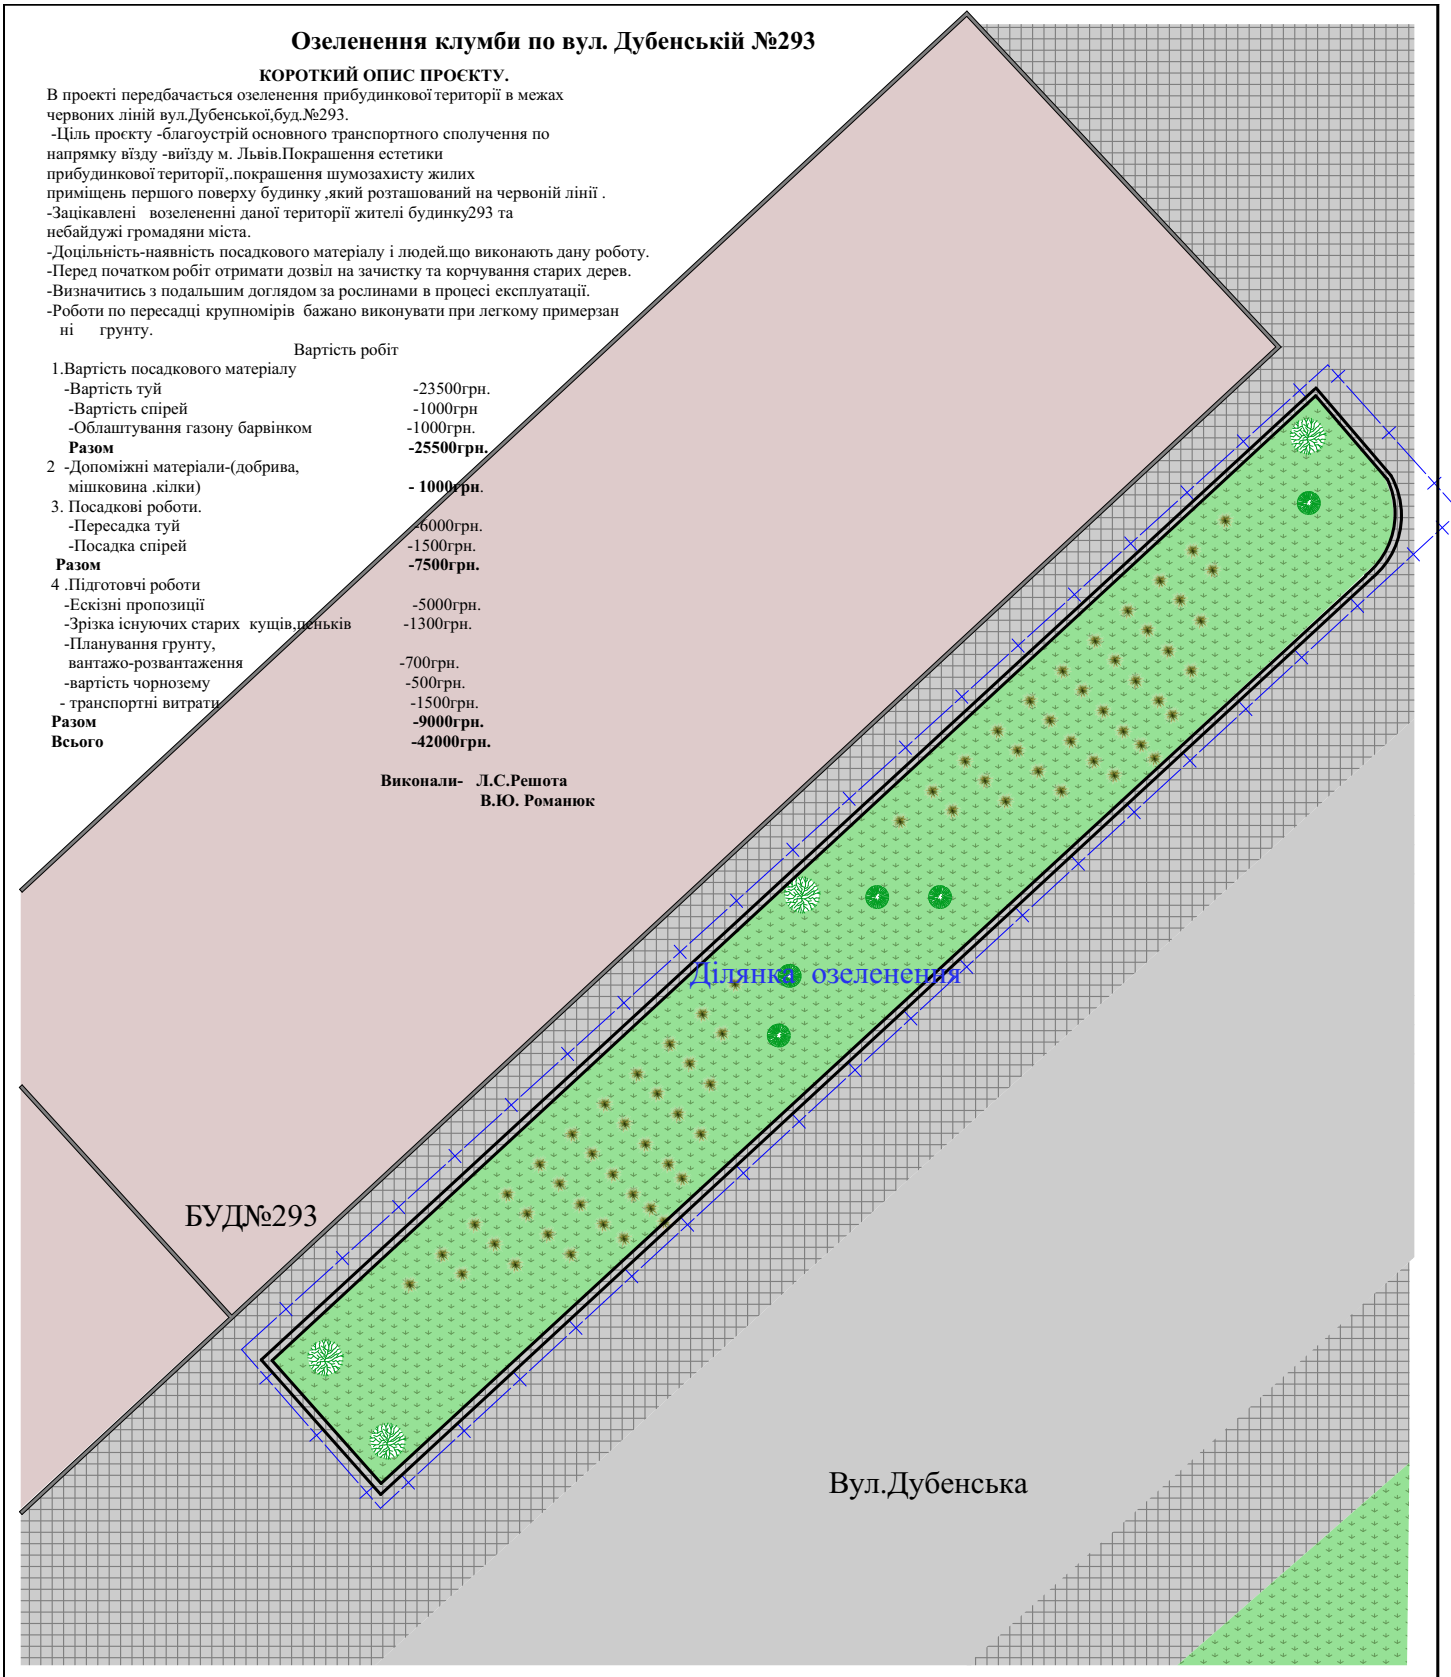 Озеленення клумби по вул. Дубенській №293
КОРОТКИЙ ОПИС ПРОЄКТУ.
В проекті передбачається озеленення прибудинкової території в межах
червоних ліній вул.Дубенської,буд.№293.
-Ціль проєкту -благоустрій основного транспортного сполучення по
напрямку вїзду -виїзду м. Львів.Покрашення естетики
прибудинкової території,.покрашення шумозахисту жилих
приміщень першого поверху будинку ,який розташований на червоній лінії .
-Зацікавлені возелененні даної території жителі будинку293 та
небайдужі громадяни міста.
-Доцільність-наявність посадкового матеріалу і людей.що виконають дану роботу.
-Перед початком робіт отримати дозвіл на зачистку та корчування старих дерев.
-Визначитись з подальшим доглядом за рослинами в процесі експлуатації.
-Роботи по пересадці крупномірів бажано виконувати при легкому примерзан
ні грунту.
Вартість робіт
1.Вартість посадкового матеріалу
-Вартість туй -23500грн.
-Вартість спірей -1000грн
-Облаштування газону барвінком -1000грн.
Разом -25500грн.
2 -Допоміжні матеріали-(добрива,
мішковина .кілки) - 1000грн.
3. Посадкові роботи.
-Пересадка туй -6000грн.
-Посадка спірей -1500грн.
Разом -7500грн.
4 .Підготовчі роботи
-Ескізні пропозиції -5000грн.
-Зрізка існуючих старих кущів,пеньків -1300грн.
-Планування грунту,
вантажо-розвантаження -700грн.
-вартість чорнозему -500грн.
- транспортні витрати -1500грн.
Разом -9000грн.
Всього -42000грн.
Виконали- Л.С.Решота
В.Ю. Романюк
Ділянка озеленення
БУД№293
Вул.Дубенська